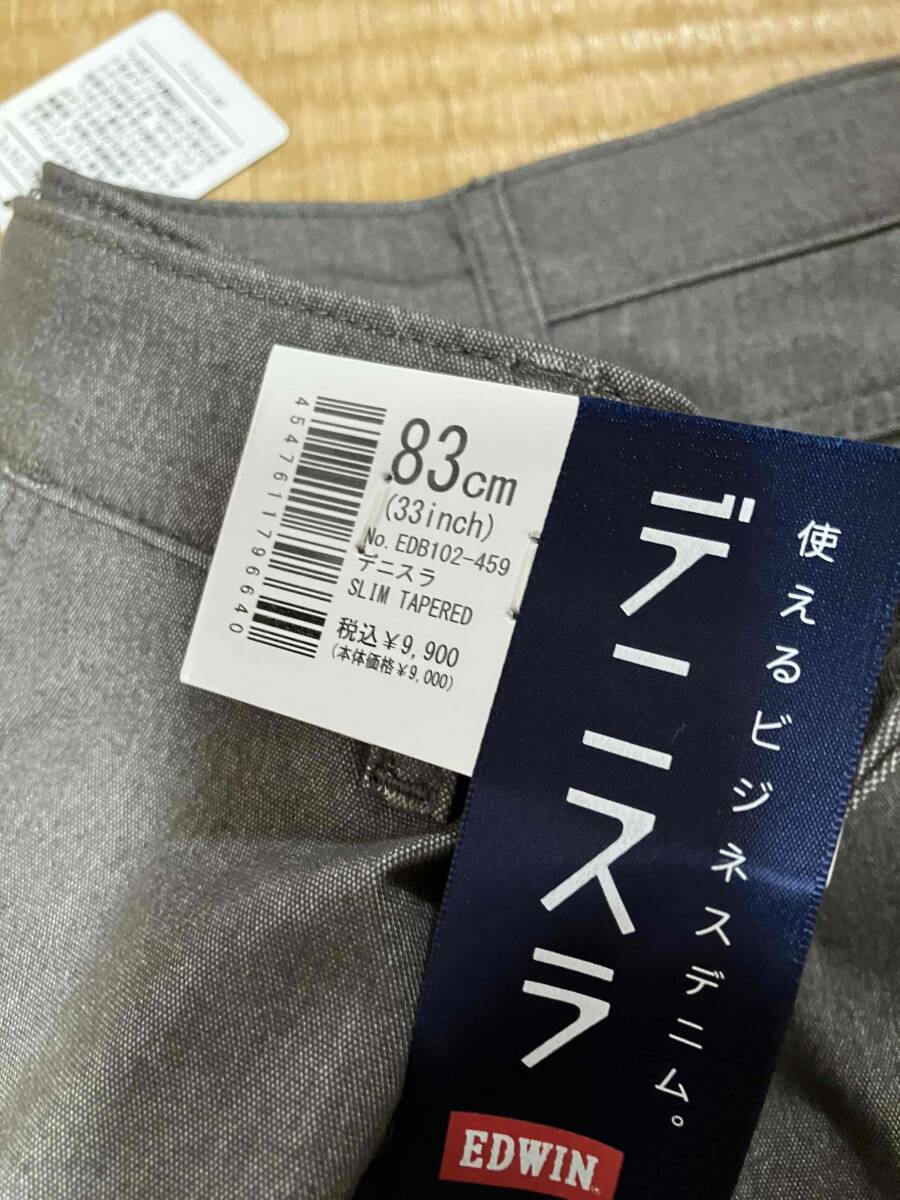 83cm
(33inch)
No. EDB102-459
デニスラ
SLIM TAPERED
税込¥9,900
(本体価格¥9,000)
4547611796640
使えるビジネスデニム。
デニスラ
EDWIN